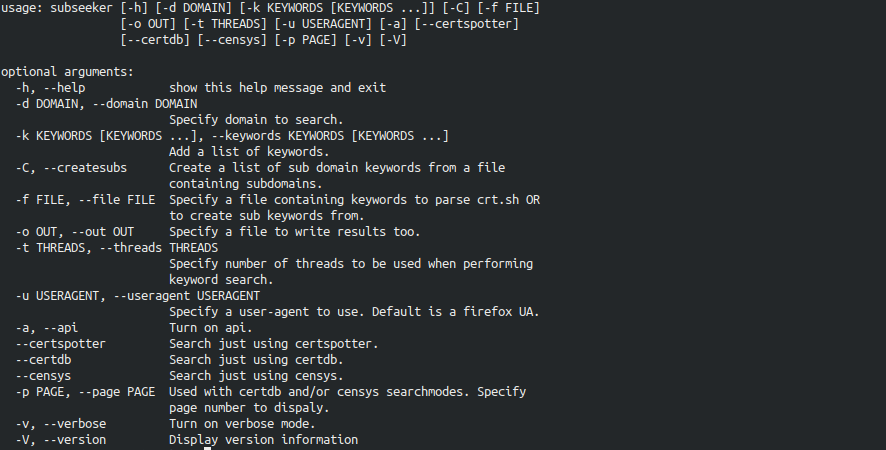 usage: subseeker [-h] [-d DOMAIN] [-k KEYWORDS [KEYWORDS ...]] [-C] [-f FILE]
                 [-o OUT] [-t THREADS] [-u USERAGENT] [-a] [--certspotter]
                 [--certdb] [--censys] [-p PAGE] [-v] [-V]

optional arguments:
  -h, --help            show this help message and exit
  -d DOMAIN, --domain DOMAIN
                        Specify domain to search.
  -k KEYWORDS [KEYWORDS ...], --keywords KEYWORDS [KEYWORDS ...]
                        Add a list of keywords.
  -C, --createsubs      Create a list of sub domain keywords from a file
                        containing subdomains.
  -f FILE, --file FILE  Specify a file containing keywords to parse crt.sh OR
                        to create sub keywords from.
  -o OUT, --out OUT     Specify a file to write results too.
  -t THREADS, --threads THREADS
                        Specify number of threads to be used when performing
                        keyword search.
  -u USERAGENT, --useragent USERAGENT
                        Specify a user-agent to use. Default is a firefox UA.
  -a, --api             Turn on api.
  --certspotter         Search just using certspotter.
  --certdb              Search just using certdb.
  --censys              Search just using censys.
  -p PAGE, --page PAGE  Used with certdb and/or censys searchmodes. Specify
                        page number to dispaly.
  -v, --verbose         Turn on verbose mode.
  -V, --version         Display version information